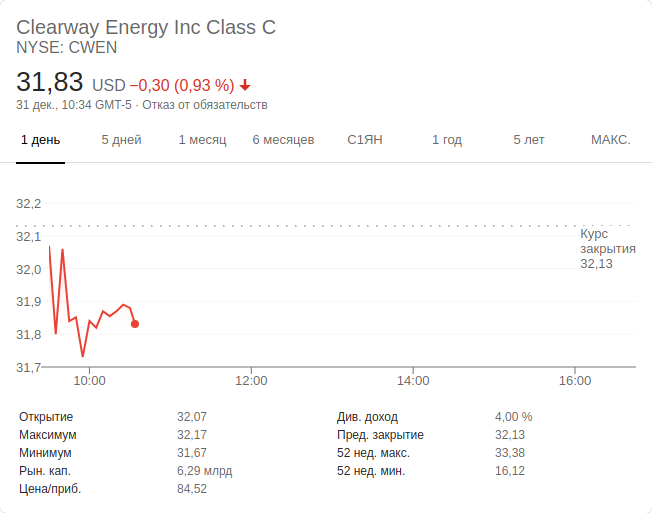 Clearway Energy Inc Class C
NYSE: CWEN
31,83 USD −0,30 (0,93 %)
31 дек., 10:34 GMT-5 · Отказ от обязательств
1 день 5 дней 1 месяц 6 месяцев С1ЯН 1 год 5 лет МАКС.
32,2
32,1
32,0
31,9
31,8
31,7
Курс
закрытия
32,13
10:00 12:00 14:00 16:00
Открытие 32,07 Див. доход 4,00 %
Максимум 32,17 Пред. закрытие 32,13
Минимум 31,67 52 нед. макс. 33,38
Рын. кап. 6,29 млрд 52 нед. мин. 16,12
Цена/приб. 84,52